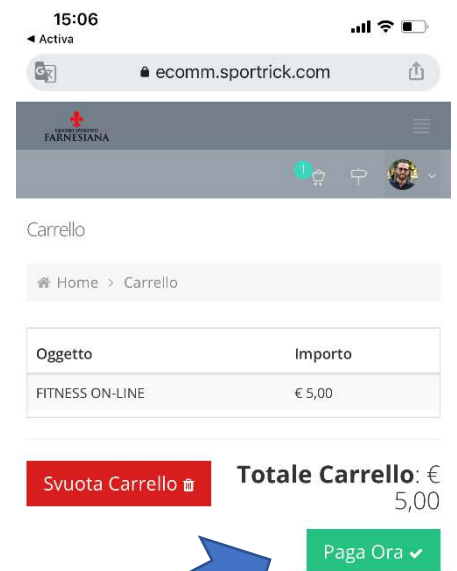 15:06
◄ Activa
ecomm.sportrick.com
CENTRO SPORTIVO
FARNESIANA
1
Carrello
Home > Carrello
Oggetto Importo
FITNESS ON-LINE € 5,00
Svuota Carrello
Totale Carrello: €
5,00
Paga Ora ✔